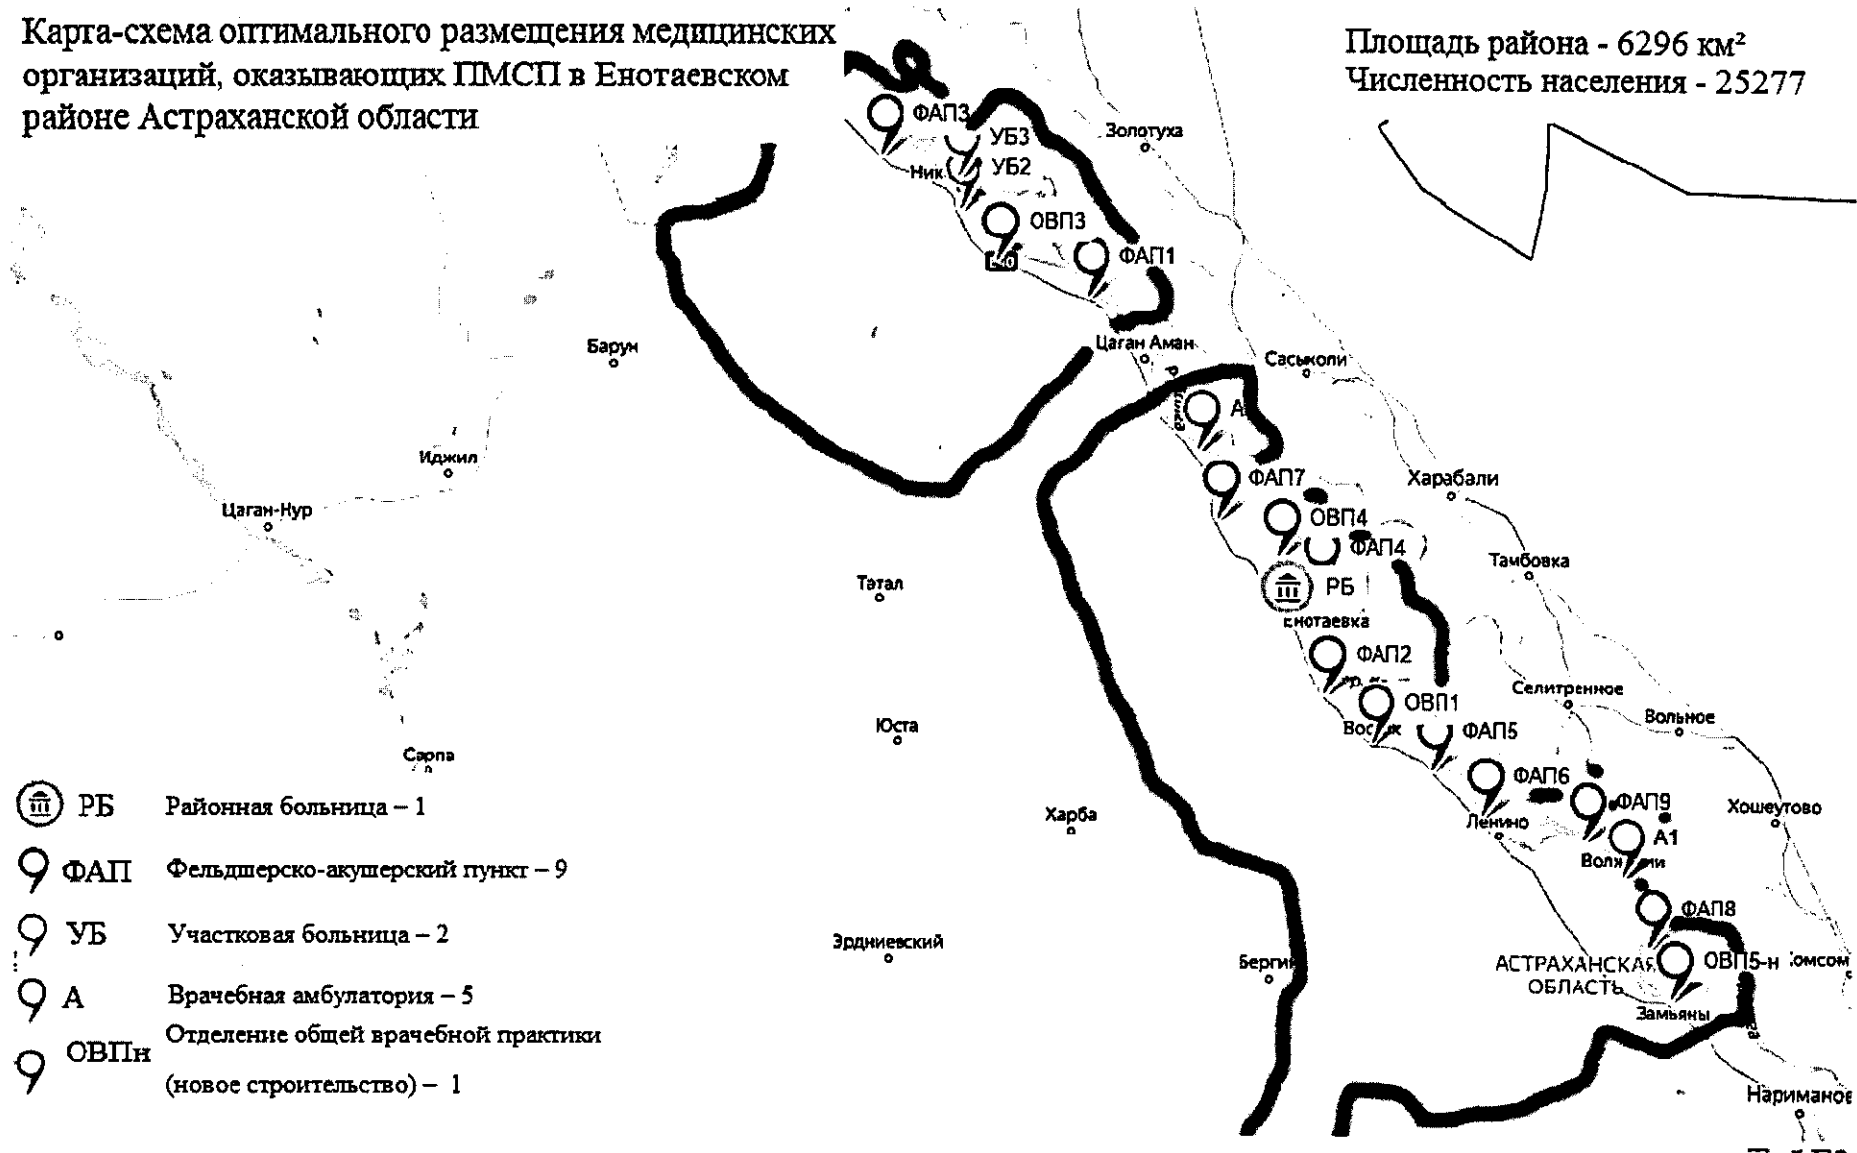 Карта-схема оптимального размещения медицинских
организаций, оказывающих ПМСП в Енотаевском
районе Астраханской области
Площадь района - 6296 км²
Численность населения - 25277
ФАП3
УБ3
Золотуха
УБ2
Ник
ОВП3
ФАП1
Цаган Аман
Барун
Сасыколи
А
Иджил
ФАП7
Харабали
Цаган-Нур
ОВП4
ФАП4
Тамбовка
Татал
РБ
Енотаевка
ФАП2
Селитренное
ОВП1
Вольное
Юста
ФАП5
Сарпа
ФАП6
ФАП9
Хошеутово
Харба
Ленино
А1
ФАП8
Эрдниевский
Берги
АСТРАХАНСКАЯ
ОБЛАСТЬ
ОВП5-н
Замьяны
Нариманов
РБ Районная больница – 1
ФАП Фельдшерско-акушерский пункт – 9
УБ Участковая больница – 2
А Врачебная амбулатория – 5
ОВПн Отделение общей врачебной практики
(новое строительство) – 1